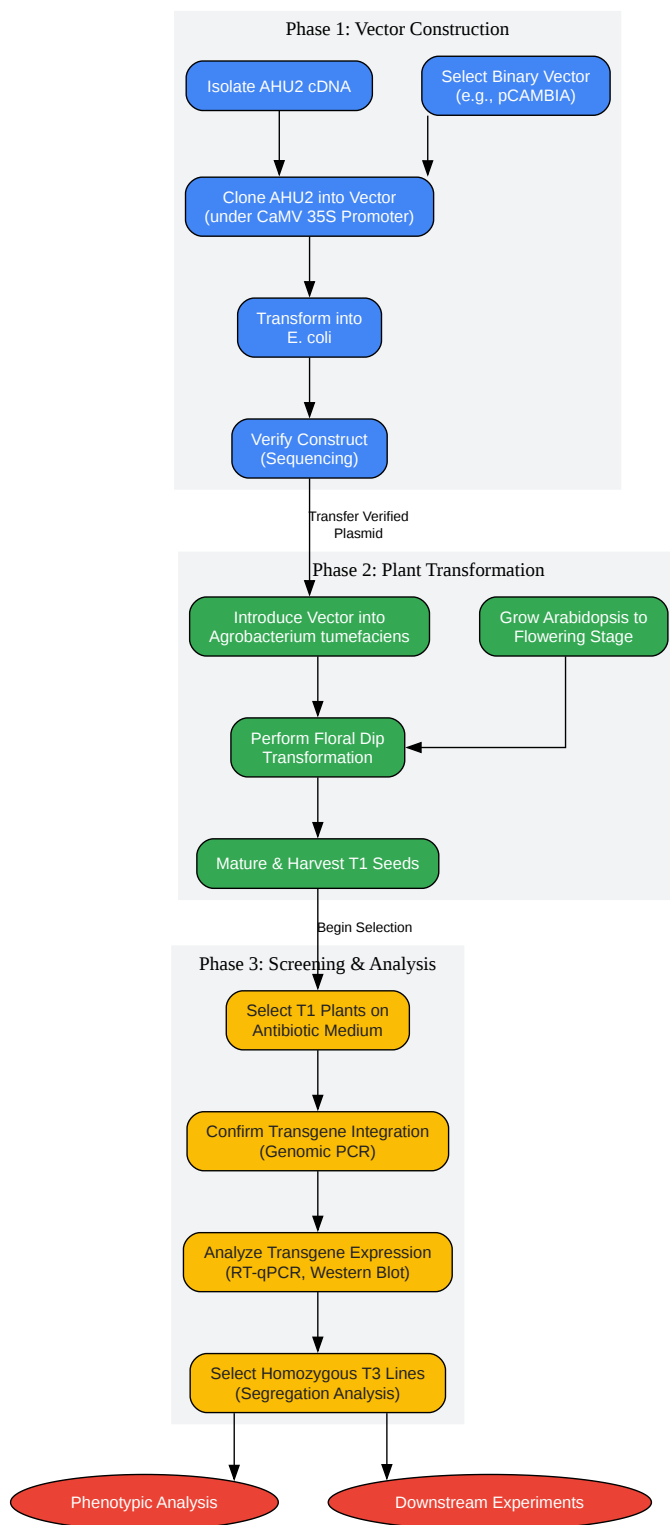 Phase 1: Vector Construction
Isolate AHU2 cDNA
Select Binary Vector
(e.g., pCAMBIA)
Clone AHU2 into Vector
(under CaMV 35S Promoter)
Transform into
E. coli
Verify Construct
(Sequencing)
Transfer Verified
Plasmid
Phase 2: Plant Transformation
Introduce Vector into
Agrobacterium tumefaciens
Grow Arabidopsis to
Flowering Stage
Perform Floral Dip
Transformation
Mature & Harvest T1 Seeds
Begin Selection
Phase 3: Screening & Analysis
Select T1 Plants on
Antibiotic Medium
Confirm Transgene Integration
(Genomic PCR)
Analyze Transgene Expression
(RT-qPCR, Western Blot)
Select Homozygous T3 Lines
(Segregation Analysis)
Phenotypic Analysis
Downstream Experiments